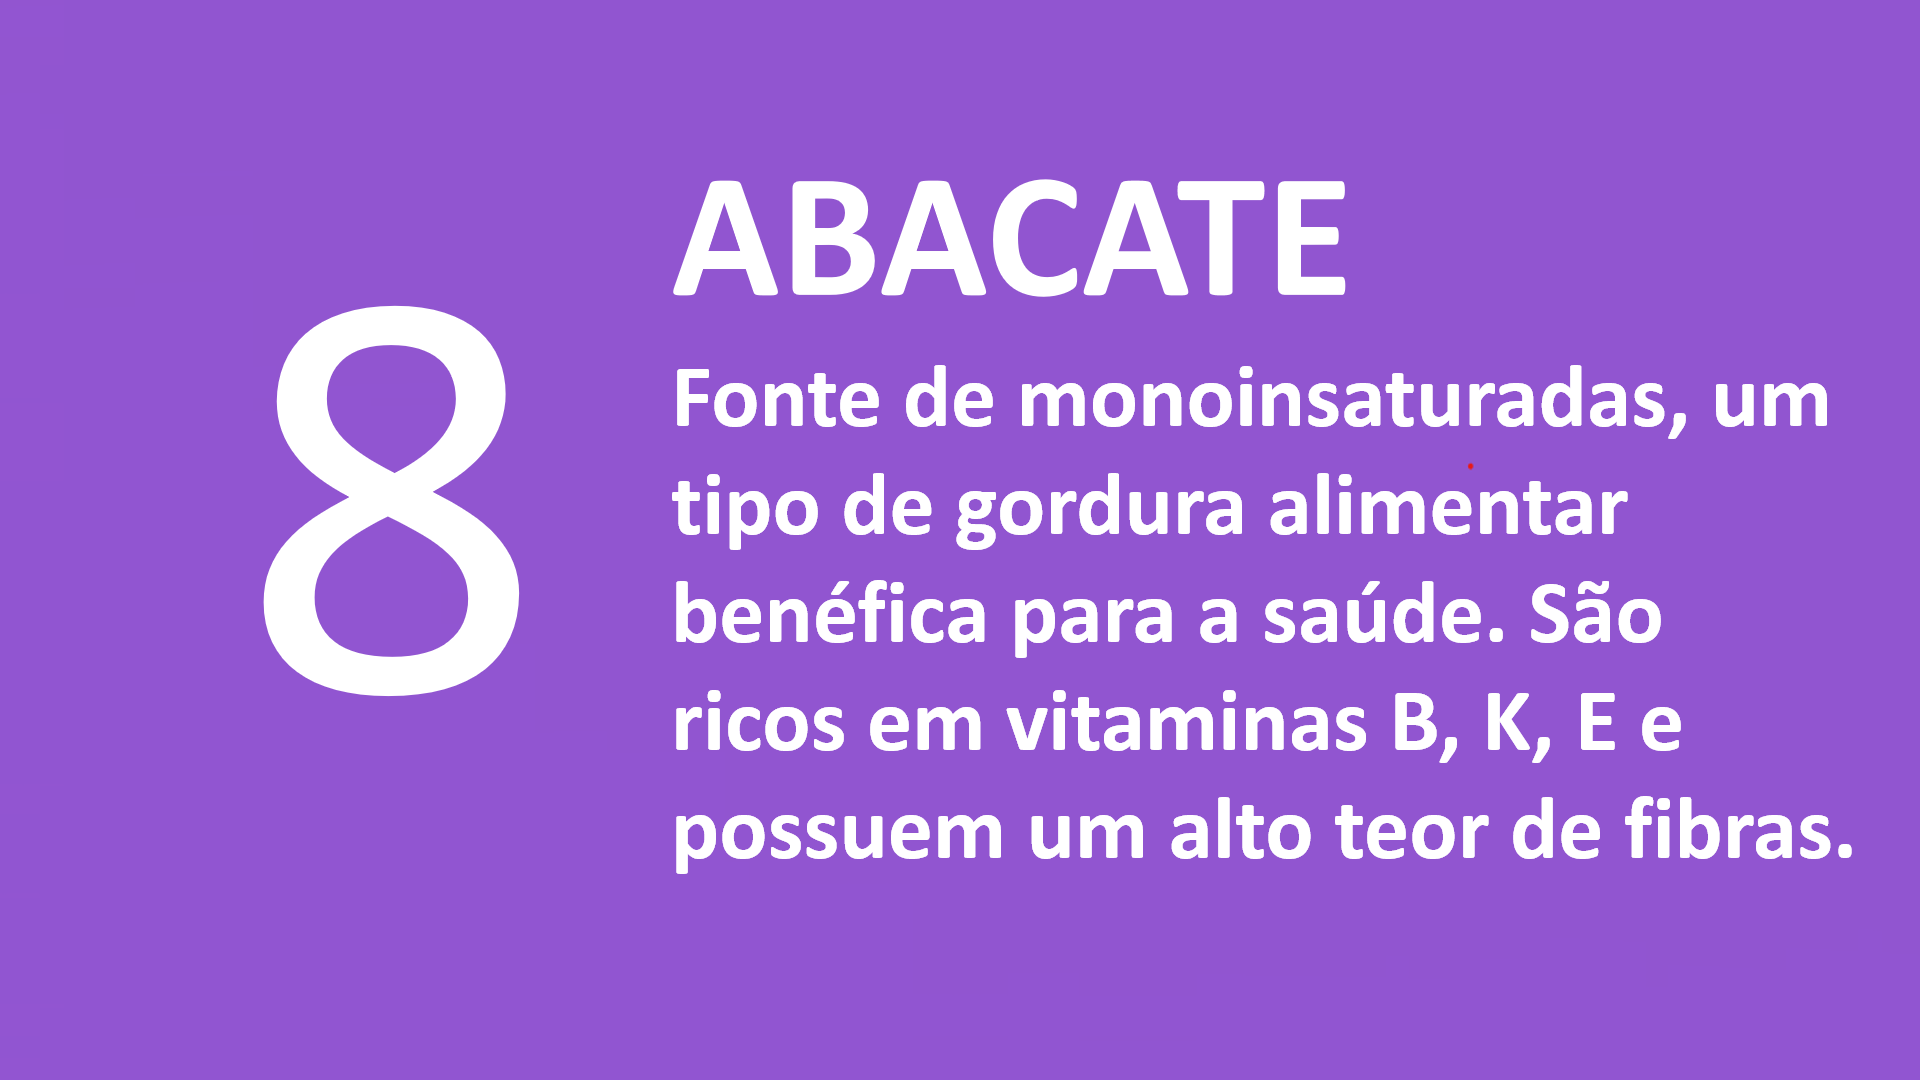 8
ABACATE
Fonte de monoinsaturadas, um
tipo de gordura alimentar
benéfica para a saúde. São
ricos em vitaminas B, K, E e
possuem um alto teor de fibras.